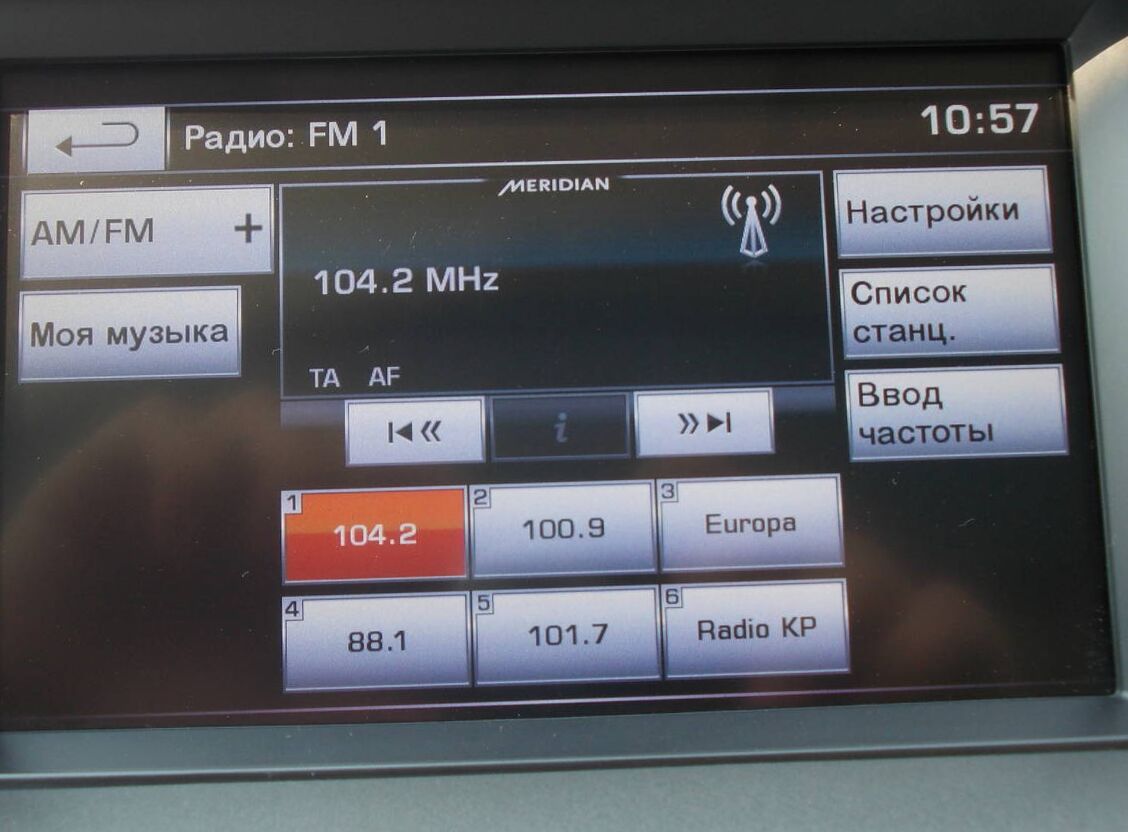 Радио: FM 1
10:57
AM/FM +
MERIDIAN
Настройки
104.2 MHz
Моя музыка
Список
станц.
TA AF
Ввод
частоты
i
1 104.2
2 100.9
3 Europa
4 88.1
5 101.7
6 Radio KP